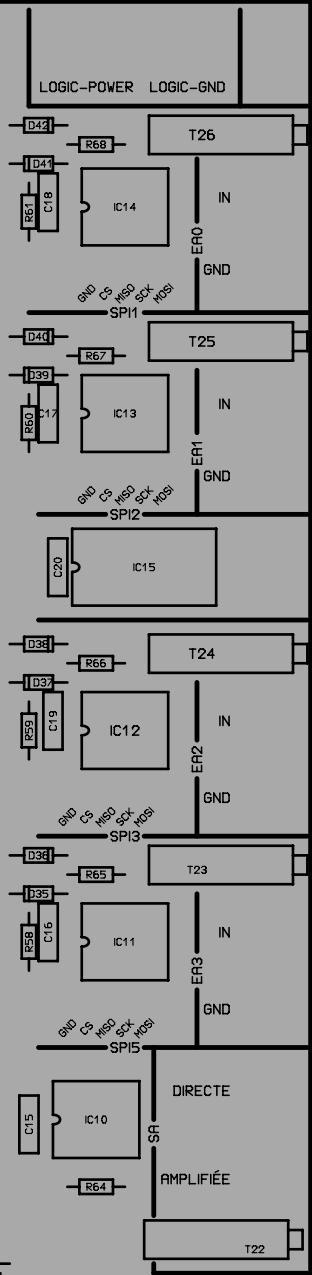 LOGIC-POWER LOGIC-GND
D42
R68
T26
D41
C18
R61
IC14
IN
EA0
GND
GND CS MISO SCK MOSI
SPI1
D40
R67
T25
D39
C17
R60
IC13
IN
EA1
GND
GND CS MISO SCK MOSI
SPI2
C20
IC15
D38
R66
T24
D37
C19
R59
IC12
IN
EA2
GND
GND CS MISO SCK MOSI
SPI3
D36
R65
T23
D35
C16
R58
IC11
IN
EA3
GND
GND CS MISO SCK MOSI
SPI5
DIRECTE
C15
IC10
SA
R64
AMPLIFIÉE
T22